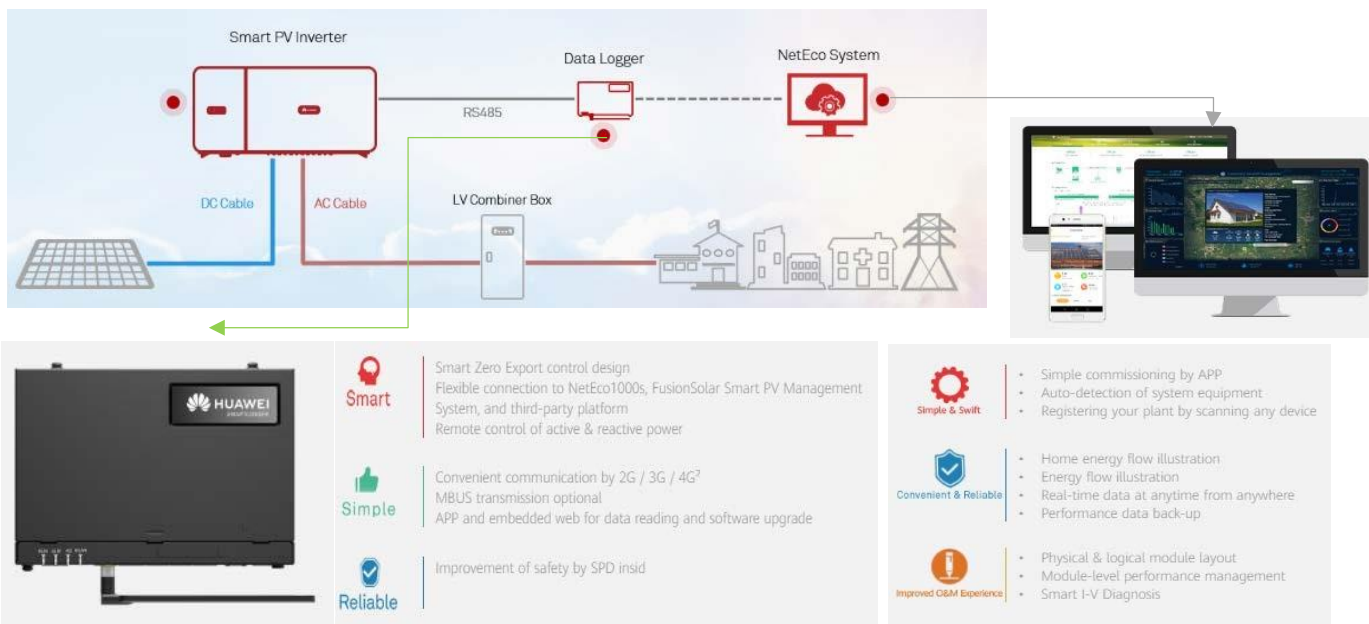 Smart PV Inverter
Data Logger
NetEco System
RS485
DC Cable
AC Cable
LV Combiner Box
HUAWEI
Smart
Smart Zero Export control design
Flexible connection to NetEco1000s, FusionSolar Smart PV Management
System, and third-party platform
Remote control of active & reactive power
Simple
Convenient communication by 2G / 3G / 4G²
MBUS transmission optional
APP and embedded web for data reading and software upgrade
Reliable
Improvement of safety by SPD insid
Simple & Swift
• Simple commissioning by APP
• Auto-detection of system equipment
• Registering your plant by scanning any device
Convenient & Reliable
• Home energy flow illustration
• Energy flow illustration
• Real-time data at anytime from anywhere
• Performance data back-up
Improved O&M Experience
• Physical & logical module layout
• Module-level performance management
• Smart I-V Diagnosis